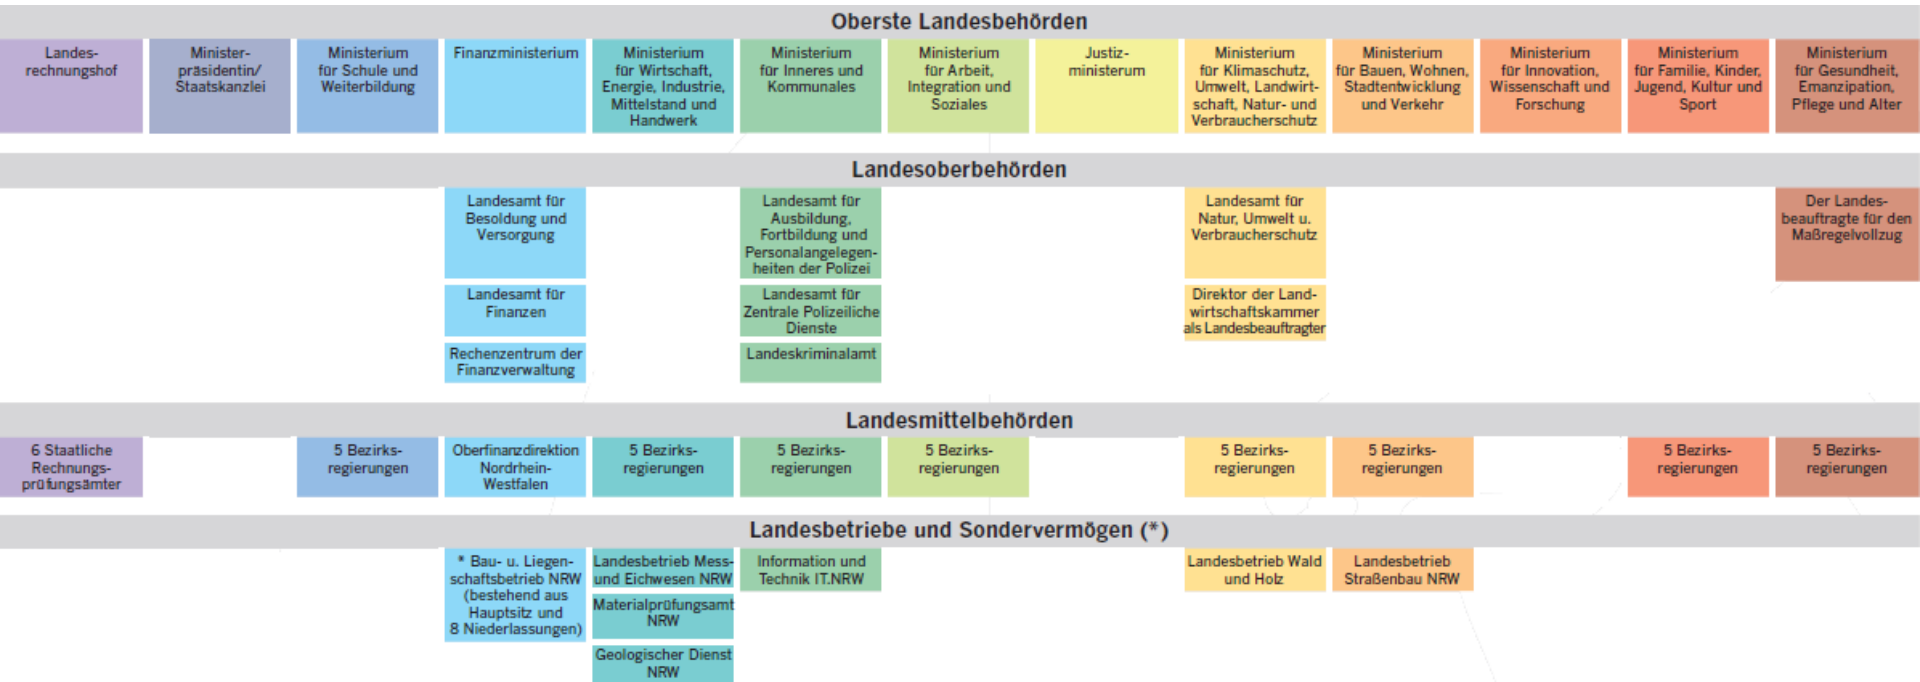 Oberste Landesbehörden
Landes-
rechnungshof
Minister-
präsidentin/
Staatskanzlei
Ministerium
für Schule und
Weiterbildung
Finanzministerium
Ministerium
für Wirtschaft,
Energie, Industrie,
Mittelstand und
Handwerk
Ministerium
für Inneres und
Kommunales
Ministerium
für Arbeit,
Integration und
Soziales
Justiz-
ministerum
Ministerium
für Klimaschutz,
Umwelt, Landwirt-
schaft, Natur- und
Verbraucherschutz
Ministerium
für Bauen, Wohnen,
Stadtentwicklung
und Verkehr
Ministerium
für Innovation,
Wissenschaft und
Forschung
Ministerium
für Familie, Kinder,
Jugend, Kultur und
Sport
Ministerium
für Gesundheit,
Emanzipation,
Pflege und Alter
Landesoberbehörden
Landesamt für
Besoldung und
Versorgung
Landesamt für
Finanzen
Rechenzentrum der
Finanzverwaltung
Landesamt für
Ausbildung,
Fortbildung und
Personalangelegen-
heiten der Polizei
Landesamt für
Zentrale Polizeiliche
Dienste
Landeskriminalamt
Landesamt für
Natur, Umwelt u.
Verbraucherschutz
Direktor der Land-
wirtschaftskammer
als Landesbeauftragter
Der Landes-
beauftragte für den
Maßregelvollzug
Landesmittelbehörden
6 Staatliche
Rechnungs-
prüfungsämter
5 Bezirks-
regierungen
Oberfinanzdirektion
Nordrhein-
Westfalen
5 Bezirks-
regierungen
5 Bezirks-
regierungen
5 Bezirks-
regierungen
5 Bezirks-
regierungen
5 Bezirks-
regierungen
5 Bezirks-
regierungen
5 Bezirks-
regierungen
Landesbetriebe und Sondervermögen (*)
* Bau- u. Liegen-
schaftsbetrieb NRW
(bestehend aus
Hauptsitz und
8 Niederlassungen)
Landesbetrieb Mess-
und Eichwesen NRW
Materialprüfungsamt
NRW
Geologischer Dienst
NRW
Information und
Technik IT.NRW
Landesbetrieb Wald
und Holz
Landesbetrieb
Straßenbau NRW